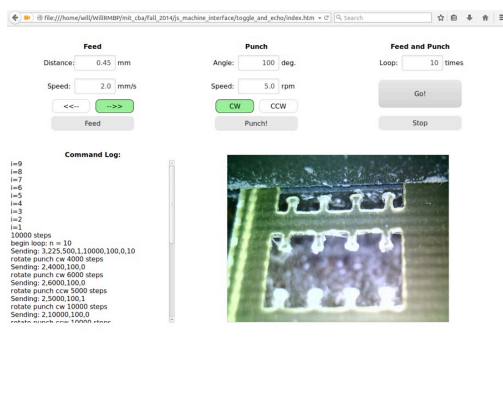 file:///home/will/WillRMBP/mit_cba/fall_2014/js_machine_interface/toggle_and_echo/index.htm
Search
Feed
Punch
Feed and Punch
Distance: 0.45 mm
Angle: 100 deg.
Loop: 10 times
Speed: 2.0 mm/s
Speed: 5.0 rpm
Go!
<<-- -->>
CW CCW
Feed
Punch!
Stop
Command Log:
i=9
i=8
i=7
i=6
i=5
i=4
i=3
i=2
i=1
10000 steps
begin loop: n = 10
Sending: 3,225,500,1,10000,100,0,10
rotate punch cw 4000 steps
Sending: 2,4000,100,0
rotate punch cw 6000 steps
Sending: 2,6000,100,0
rotate punch ccw 5000 steps
Sending: 2,5000,100,1
rotate punch cw 10000 steps
Sending: 2,10000,100,0
rotate punch ccw 10000 steps